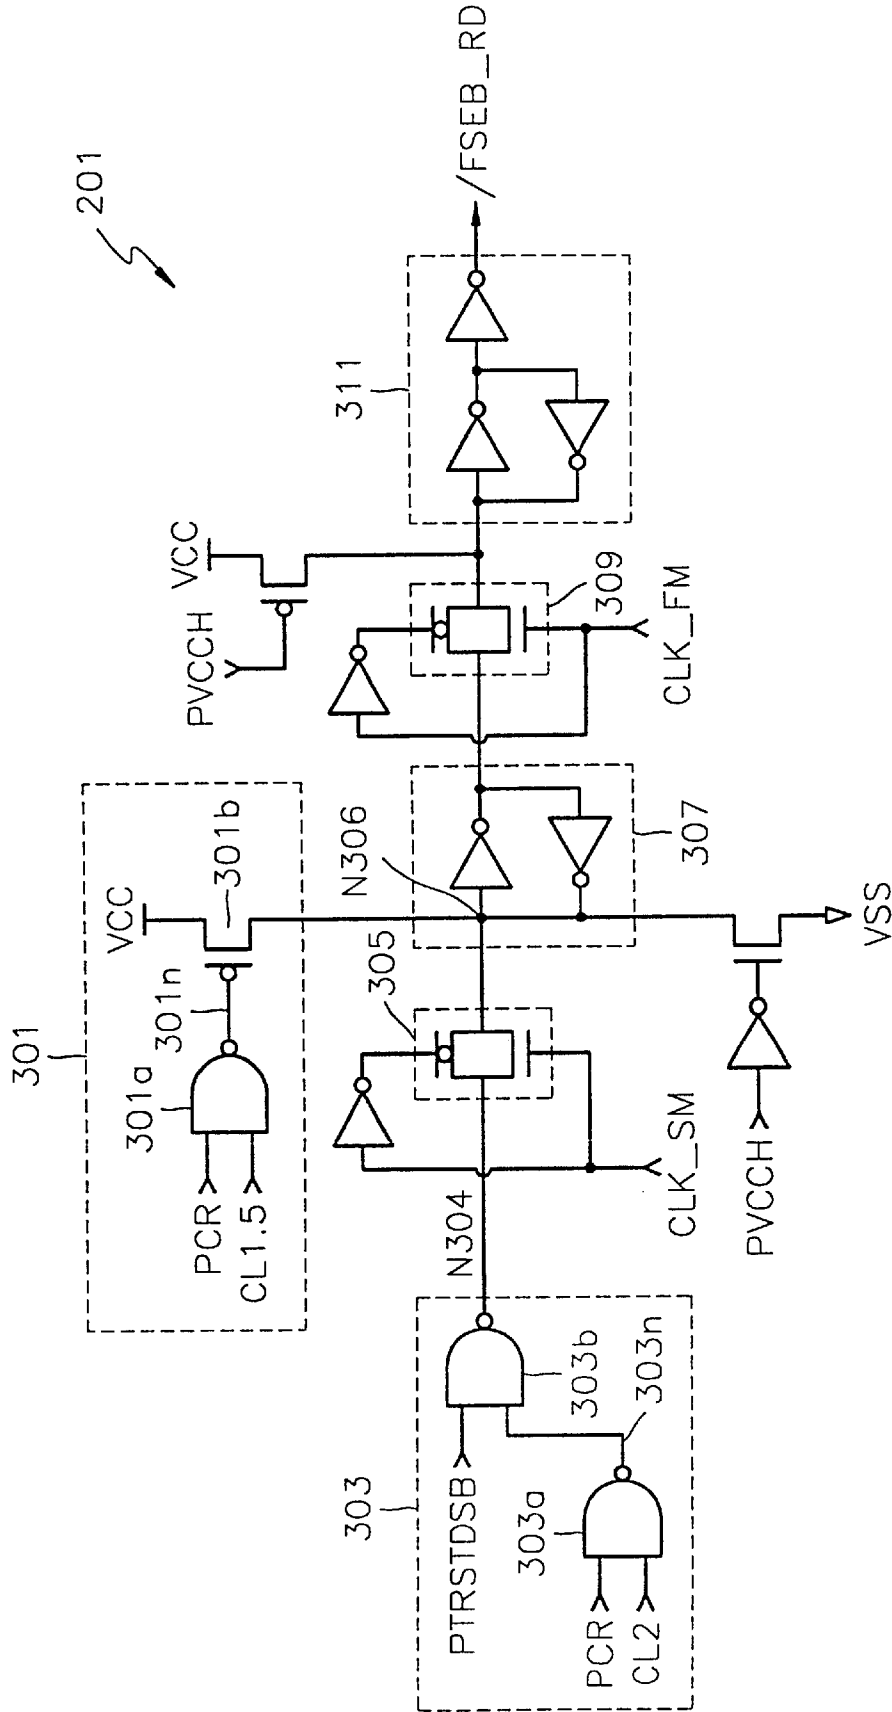 201
301
VCC
301a
301n
301b
PCR
CL1.5
PVCCH
VCC
311
/FSEB_RD
303
PTRSTDSB
303b
303a
303n
PCR
CL2
N304
305
N306
307
309
CLK_SM
CLK_FM
PVCCH
VSS